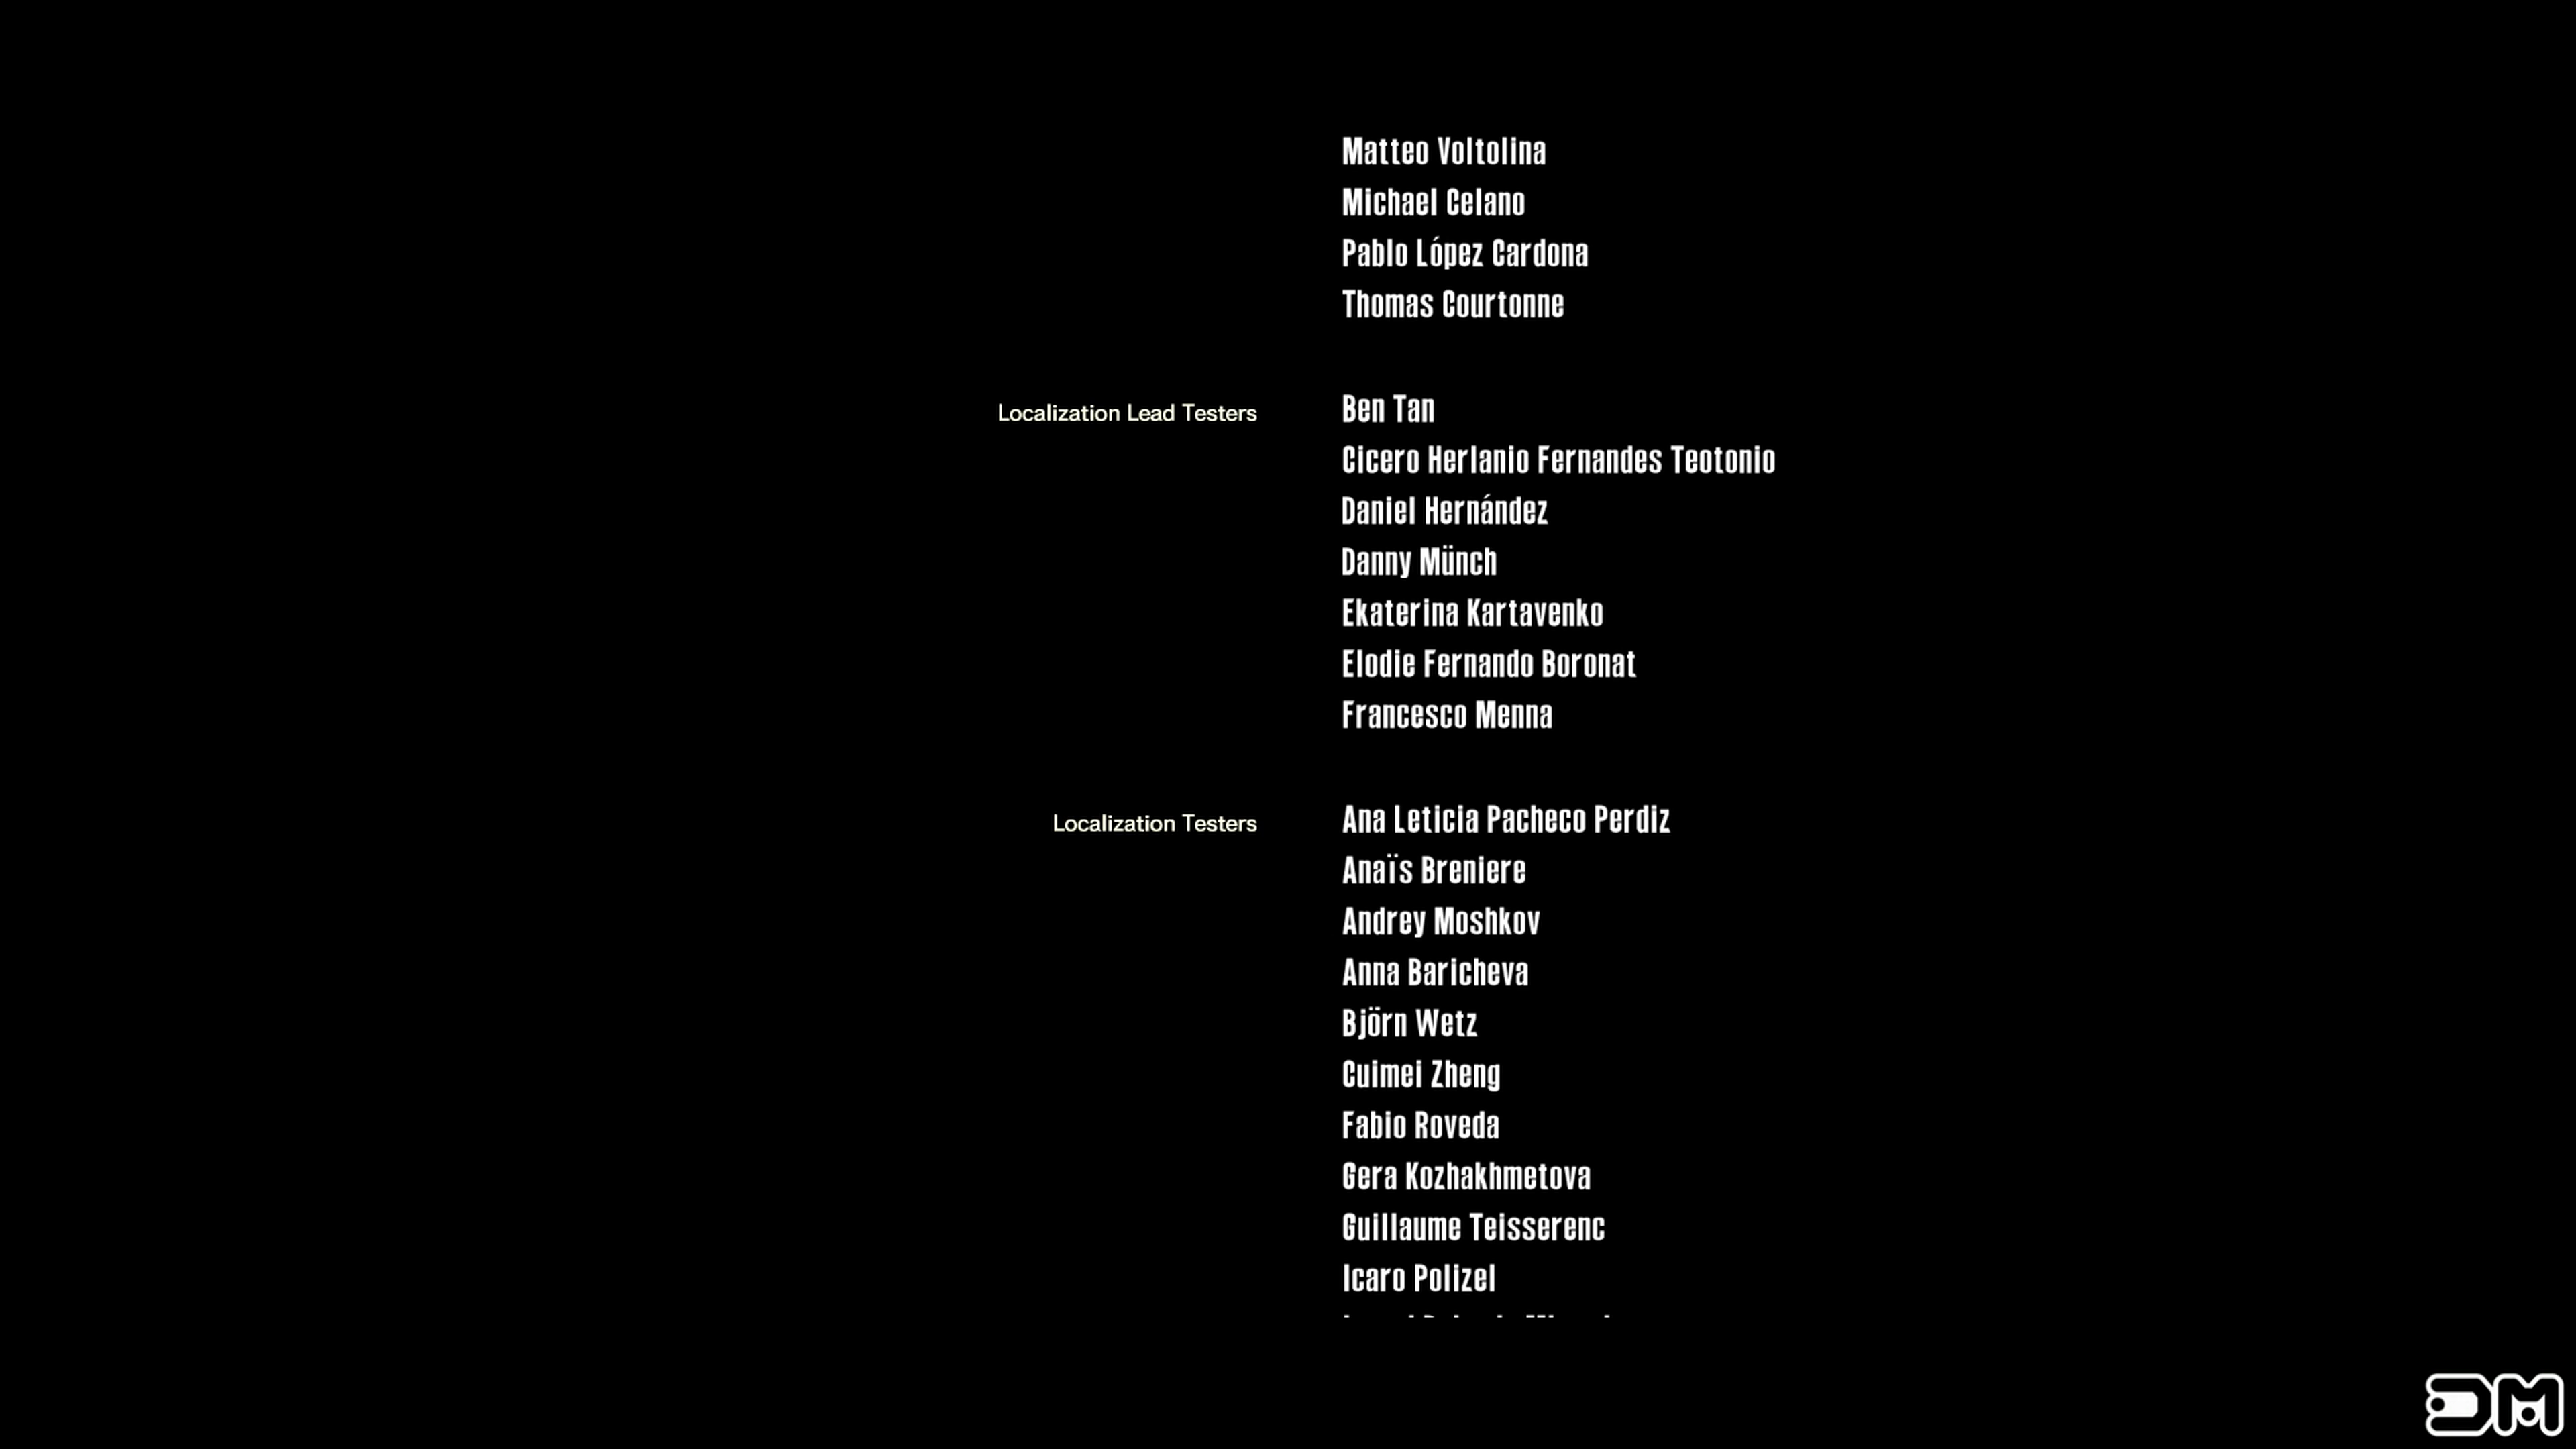 Matteo Voltolina
Michael Celano
Pablo López Cardona
Thomas Courtonne
Localization Lead Testers Ben Tan
Cicero Herlanio Fernandes Teotonio
Daniel Hernández
Danny Münch
Ekaterina Kartavenko
Elodie Fernando Boronat
Francesco Menna
Localization Testers Ana Leticia Pacheco Perdiz
Anaïs Breniere
Andrey Moshkov
Anna Baricheva
Björn Wetz
Cuimei Zheng
Fabio Roveda
Gera Kozhakhmetova
Guillaume Teisserenc
Icaro Polizel
DM